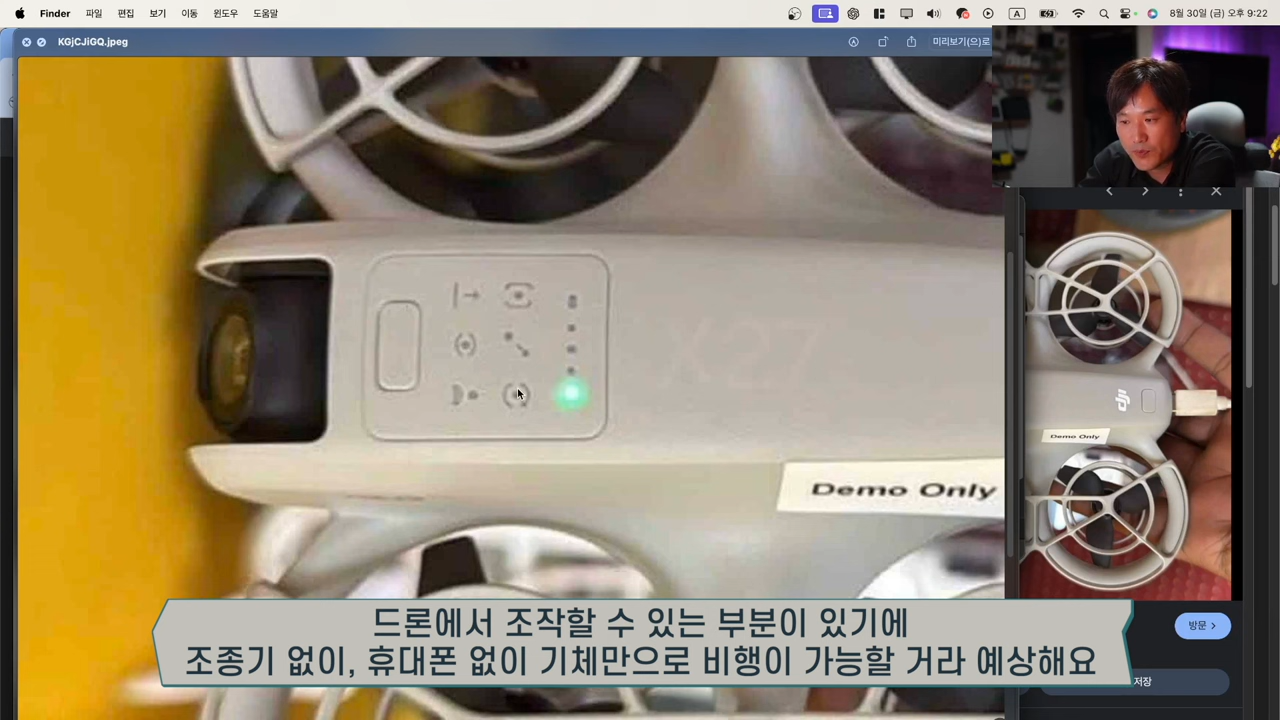 Finder 파일 편집 보기 이동 윈도우 도움말
A 8월 30일 (금) 오후 9:22
KGjCJiGQ.jpeg 미리보기(으)로
X27
Demo Only
dji
Demo Only
방문 >
저장
드론에서 조작할 수 있는 부분이 있기에
조종기 없이, 휴대폰 없이 기체만으로 비행이 가능할 거라 예상해요